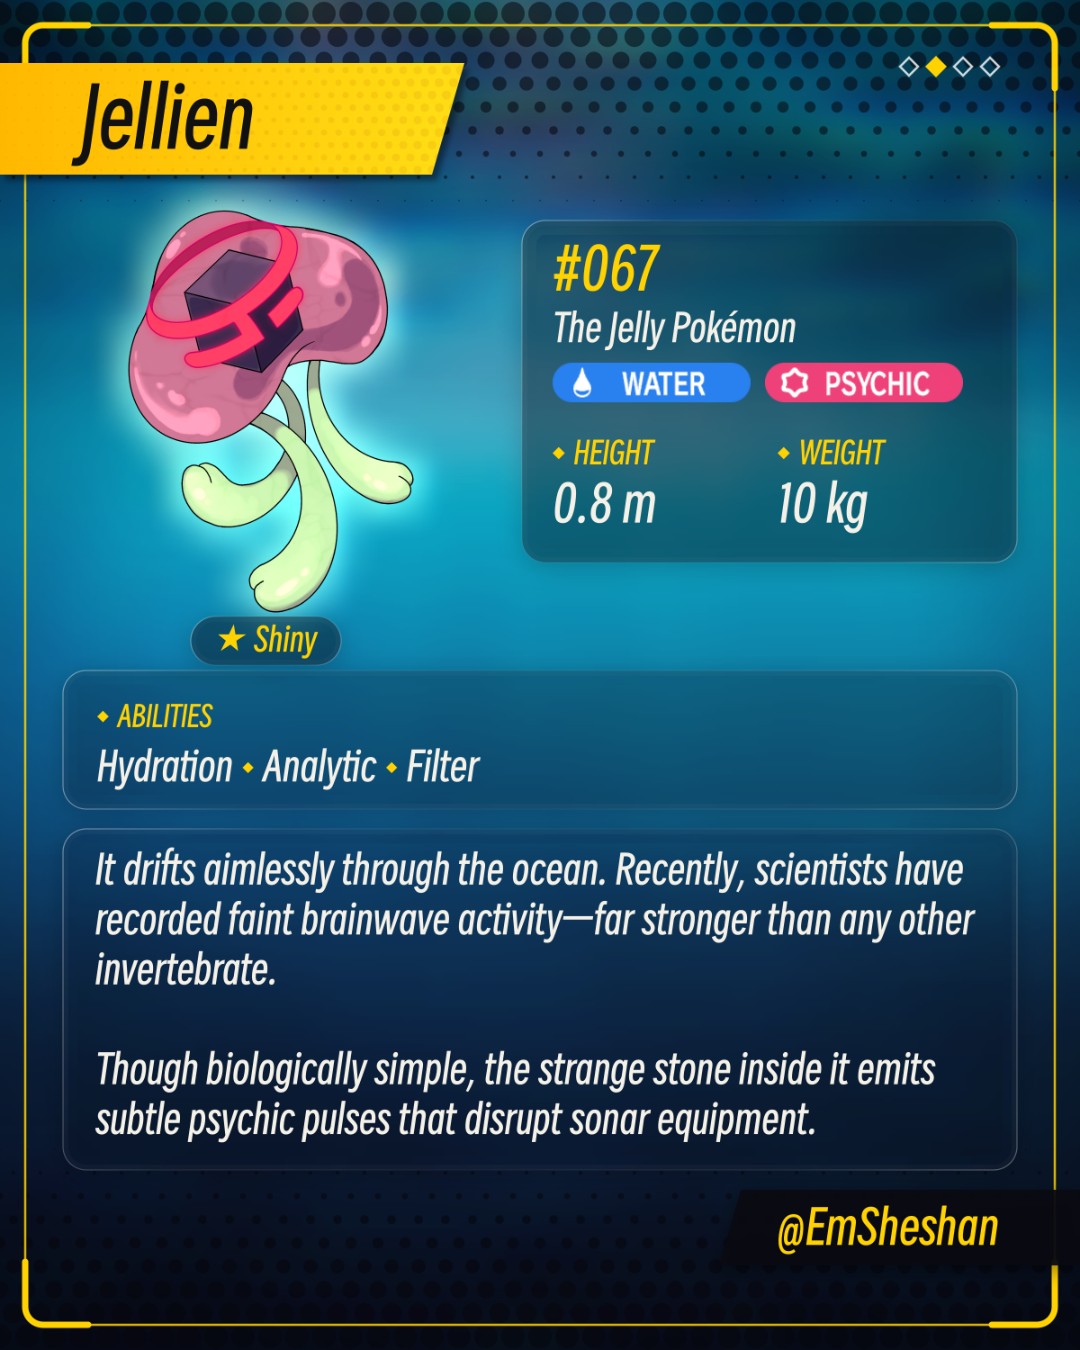 Jellien
#067
The Jelly Pokémon
WATER
PSYCHIC
HEIGHT
WEIGHT
0.8 m
10 kg
★ Shiny
ABILITIES
Hydration ◆ Analytic ◆ Filter
It drifts aimlessly through the ocean. Recently, scientists have
recorded faint brainwave activity—far stronger than any other
invertebrate.
Though biologically simple, the strange stone inside it emits
subtle psychic pulses that disrupt sonar equipment.
@EmSheshan